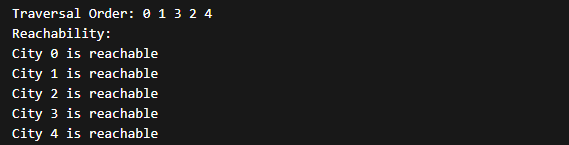 Traversal Order: 0 1 3 2 4
Reachability:
City 0 is reachable
City 1 is reachable
City 2 is reachable
City 3 is reachable
City 4 is reachable